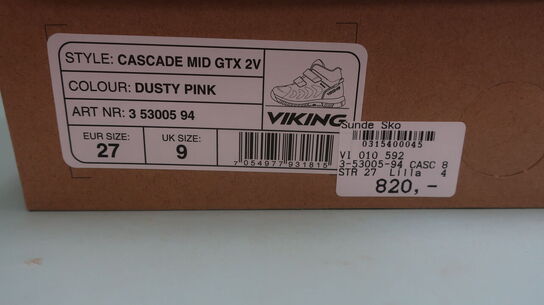 STYLE: CASCADE MID GTX 2V
COLOUR: DUSTY PINK
ART NR: 3 53005 94
VIKING
EUR SIZE:
27
UK SIZE:
9
7 054977 931815
Sunde Sko
0315400045
VI 010 592
3-53005-94 CASC 8
STR 27 Lilla 4
820,-